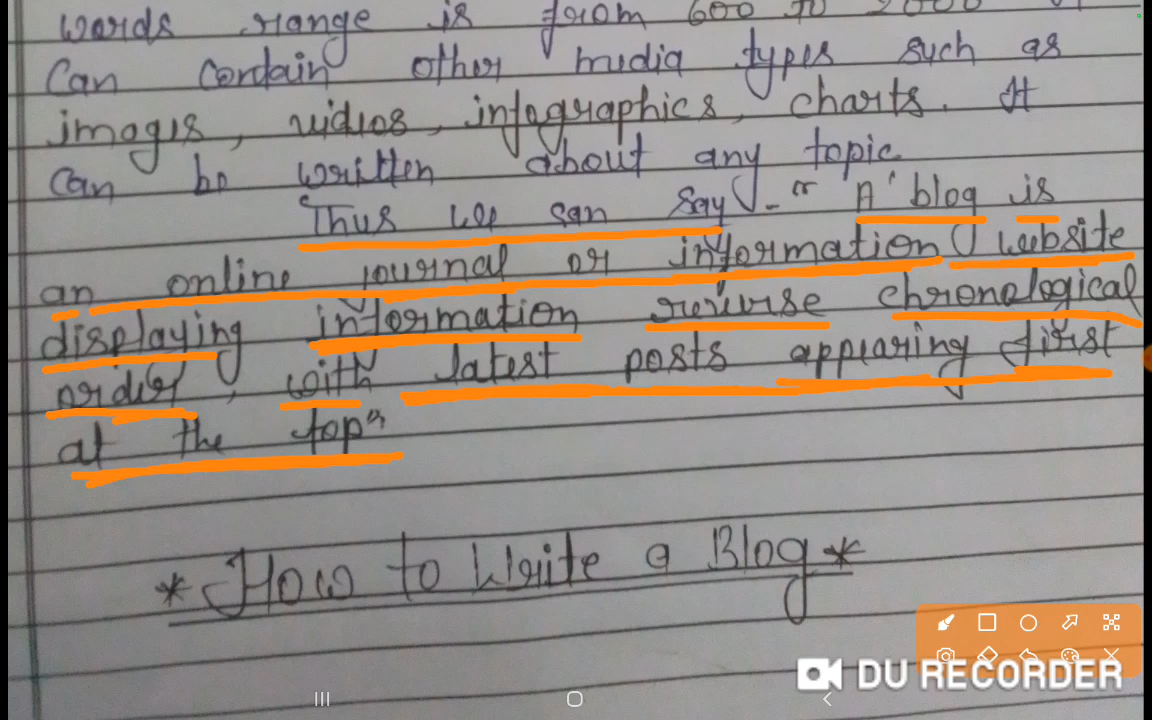 words range is from 600 to 2000
Can contain other media types such as
images, videos, infographics, charts. It
can be written about any topic.
Thus we can say - " A blog is
an online journal or information website
displaying information reverse chronological
order, with latest posts appearing first
at the top"
* How to Write a Blog *
DU RECORDER